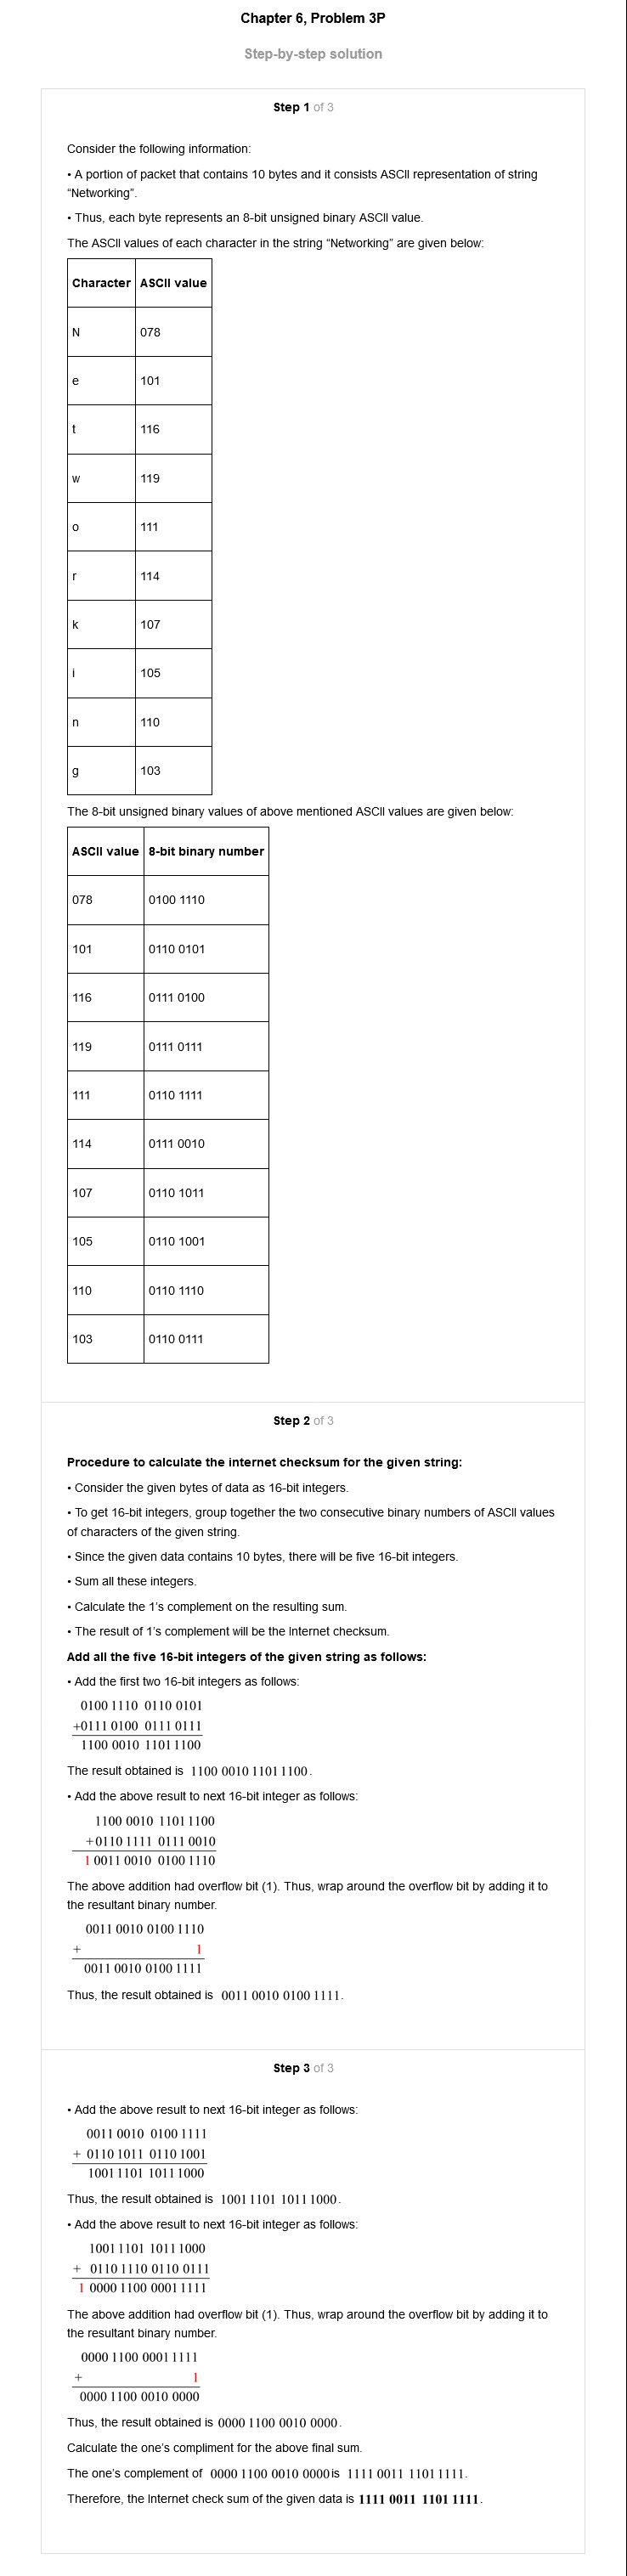 Chapter 6, Problem 3P
Step-by-step solution
Step 1 of 3
Consider the following information:
• A portion of packet that contains 10 bytes and it consists ASCII representation of string
“Networking”.
• Thus, each byte represents an 8-bit unsigned binary ASCII value.
The ASCII values of each character in the string “Networking” are given below:
Character ASCII value
N 078
e 101
t 116
w 119
o 111
r 114
k 107
i 105
n 110
g 103
The 8-bit unsigned binary values of above mentioned ASCII values are given below:
ASCII value 8-bit binary number
078 0100 1110
101 0110 0101
116 0111 0100
119 0111 0111
111 0110 1111
114 0111 0010
107 0110 1011
105 0110 1001
110 0110 1110
103 0110 0111
Step 2 of 3
Procedure to calculate the internet checksum for the given string:
• Consider the given bytes of data as 16-bit integers.
• To get 16-bit integers, group together the two consecutive binary numbers of ASCII values
of characters of the given string.
• Since the given data contains 10 bytes, there will be five 16-bit integers.
• Sum all these integers.
• Calculate the 1’s complement on the resulting sum.
• The result of 1’s complement will be the Internet checksum.
Add all the five 16-bit integers of the given string as follows:
• Add the first two 16-bit integers as follows:
0100 1110 0110 0101
+0111 0100 0111 0111
1100 0010 1101 1100
The result obtained is 1100 0010 1101 1100.
• Add the above result to next 16-bit integer as follows:
1100 0010 1101 1100
+0110 1111 0111 0010
1 0011 0010 0100 1110
The above addition had overflow bit (1). Thus, wrap around the overflow bit by adding it to
the resultant binary number.
0011 0010 0100 1110
+ 1
0011 0010 0100 1111
Thus, the result obtained is 0011 0010 0100 1111.
Step 3 of 3
• Add the above result to next 16-bit integer as follows:
0011 0010 0100 1111
+ 0110 1011 0110 1001
1001 1101 1011 1000
Thus, the result obtained is 1001 1101 1011 1000.
• Add the above result to next 16-bit integer as follows:
1001 1101 1011 1000
+ 0110 1110 0110 0111
1 0000 1100 0001 1111
The above addition had overflow bit (1). Thus, wrap around the overflow bit by adding it to
the resultant binary number.
0000 1100 0001 1111
+ 1
0000 1100 0010 0000
Thus, the result obtained is 0000 1100 0010 0000.
Calculate the one’s compliment for the above final sum.
The one’s complement of 0000 1100 0010 0000 is 1111 0011 1101 1111.
Therefore, the Internet check sum of the given data is 1111 0011 1101 1111.